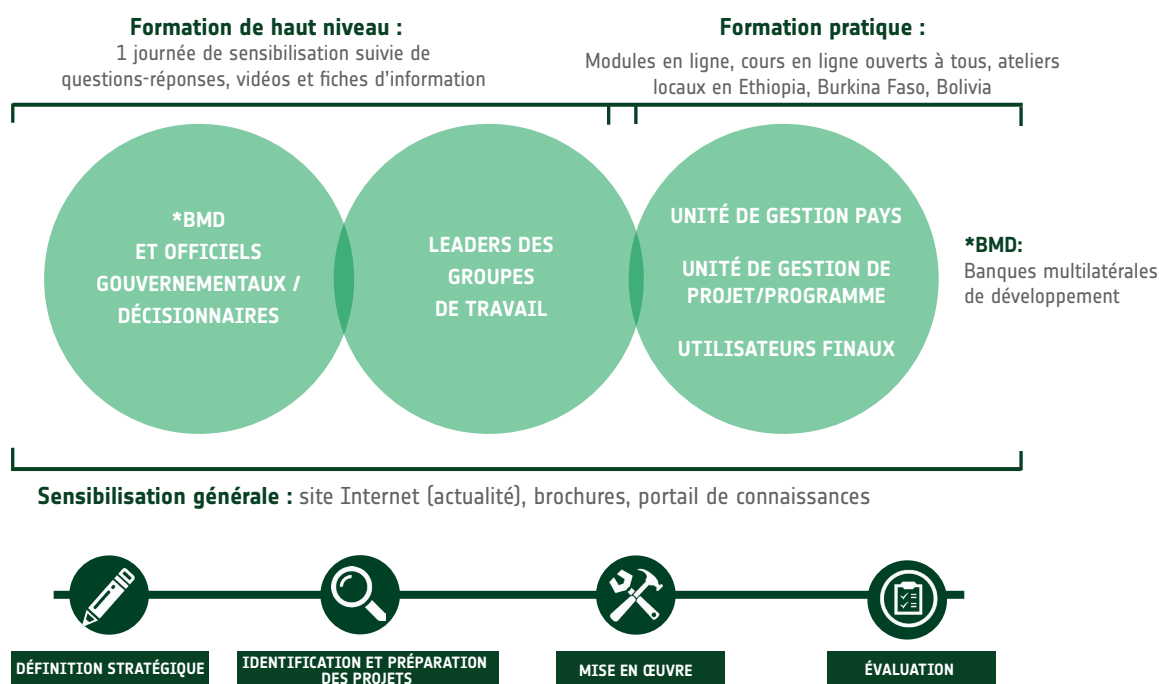 Formation de haut niveau :
1 journée de sensibilisation suivie de
questions-réponses, vidéos et fiches d'information
Formation pratique :
Modules en ligne, cours en ligne ouverts à tous, ateliers
locaux en Ethiopia, Burkina Faso, Bolivia
*BMD
ET OFFICIELS
GOUVERNEMENTAUX /
DÉCISIONNAIRES
LEADERS DES
GROUPES
DE TRAVAIL
UNITÉ DE GESTION PAYS
UNITÉ DE GESTION DE
PROJET/PROGRAMME
UTILISATEURS FINAUX
*BMD:
Banques multilatérales
de développement
Sensibilisation générale : site Internet (actualité), brochures, portail de connaissances
DÉFINITION STRATÉGIQUE
IDENTIFICATION ET PRÉPARATION
DES PROJETS
MISE EN ŒUVRE
ÉVALUATION